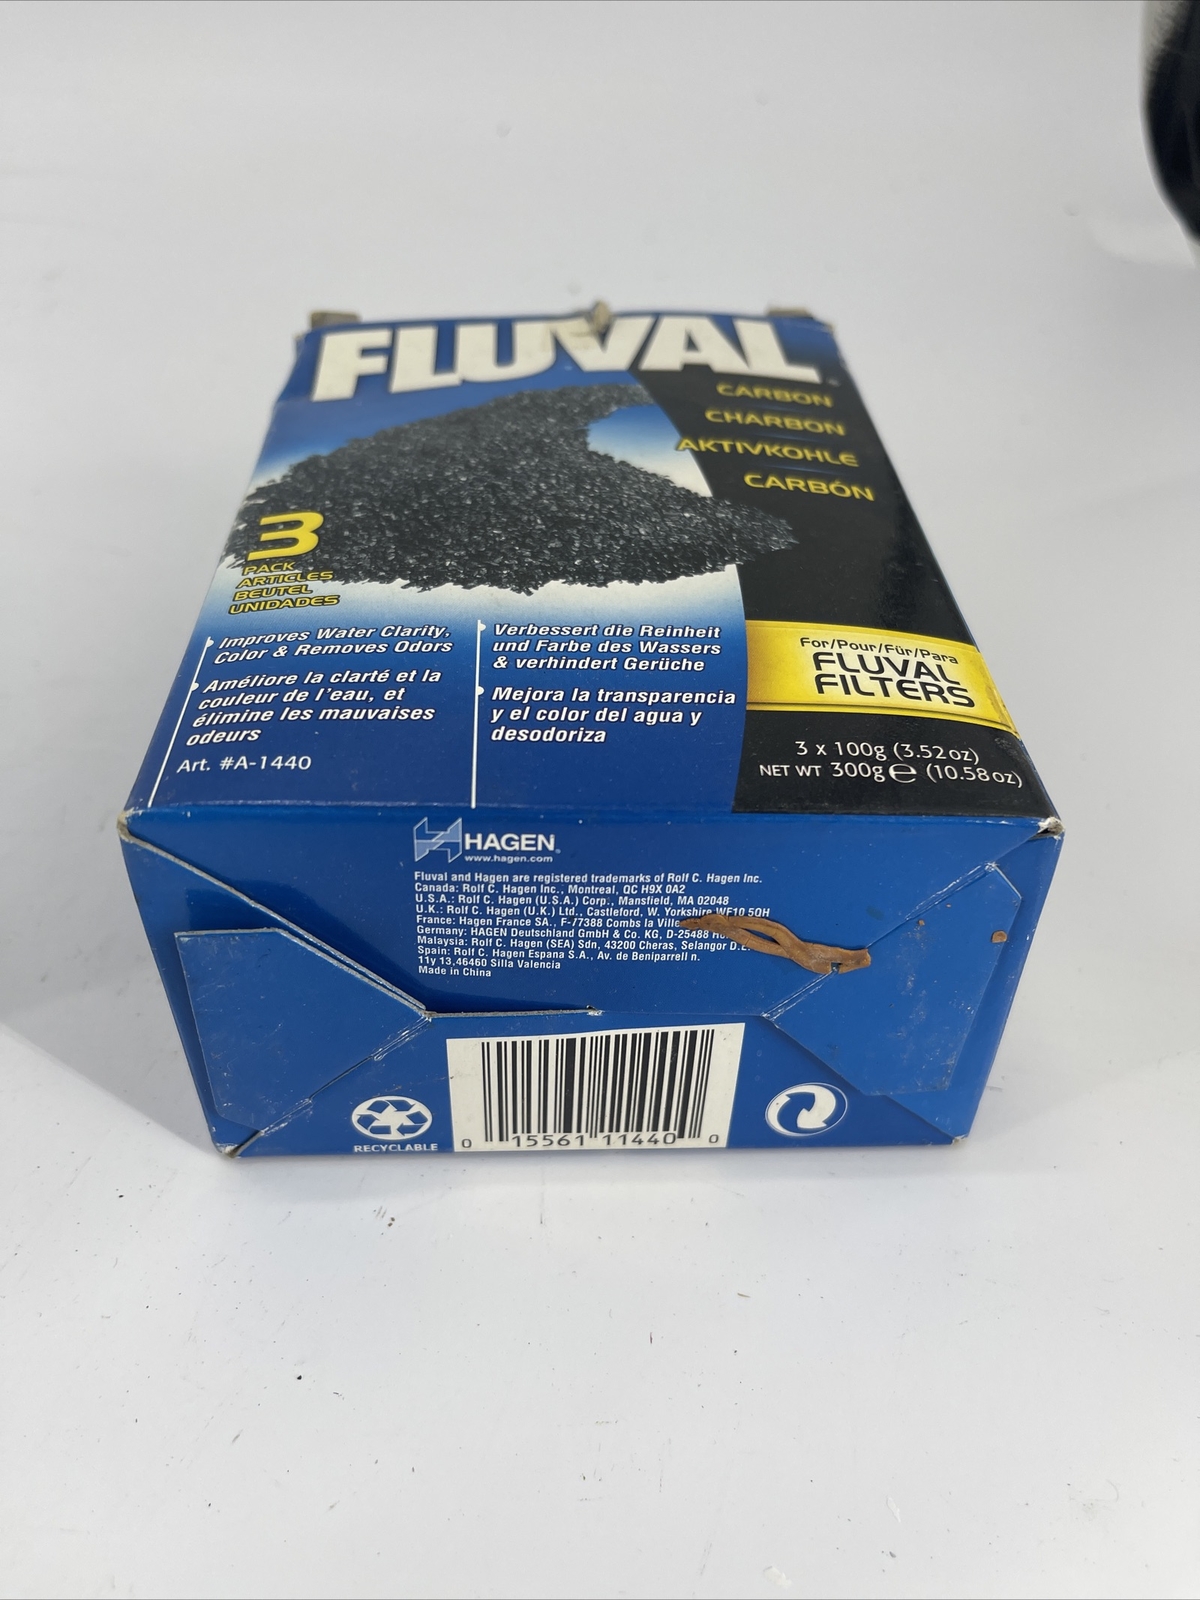 FLUVAL
CARBON
CHARBON
AKTIVKOHLE
CARBÓN
3
PACK
ARTICLES
BEUTEL
UNIDADES
Improves Water Clarity,
Color & Removes Odors
Améliore la clarté et la
couleur de l'eau, et
élimine les mauvaises
odeurs
Art. #A-1440
Verbessert die Reinheit
und Farbe des Wassers
& verhindert Gerüche
Mejora la transparencia
y el color del agua y
desodoriza
For/Pour/Für/Para
FLUVAL
FILTERS
3 x 100g (3.52 oz)
NET WT 300g ℮ (10.58 oz)
HAGEN
www.hagen.com
Fluval and Hagen are registered trademarks of Rolf C. Hagen Inc.
Canada: Rolf C. Hagen Inc., Montreal, QC H9X 0A2
U.S.A.: Rolf C. Hagen (U.S.A.) Corp., Mansfield, MA 02048
U.K.: Rolf C. Hagen (U.K.) Ltd., Castleford, W. Yorkshire WF10 5QH
France: Hagen France SA., F-77388 Combs la
Germany: HAGEN Deutschland GmbH & Co. KG, D-25488
Malaysia: Rolf C. Hagen (SEA) Sdn, 43200 Cheras, Selangor D.E.
Spain: Rolf C. Hagen Espana S.A., Av. de Beniparrell n.
11y 13,46460 Silla Valencia
Made in China
RECYCLABLE
0 15561 11440 0